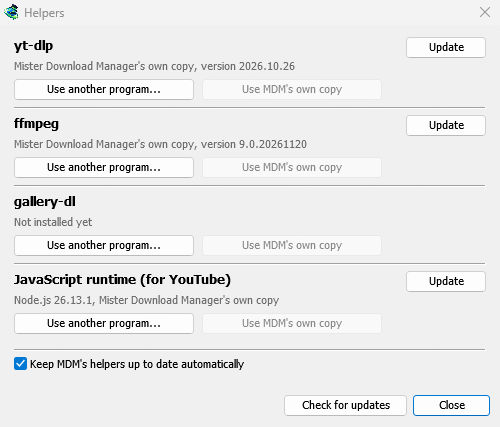 Helpers
yt-dlp
Update
Mister Download Manager's own copy, version 2026.10.26
Use another program...
Use MDM's own copy
ffmpeg
Update
Mister Download Manager's own copy, version 9.0.20261120
Use another program...
Use MDM's own copy
gallery-dl
Not installed yet
Use another program...
Use MDM's own copy
JavaScript runtime (for YouTube)
Update
Node.js 26.13.1, Mister Download Manager's own copy
Use another program...
Use MDM's own copy
Keep MDM's helpers up to date automatically
Check for updates
Close